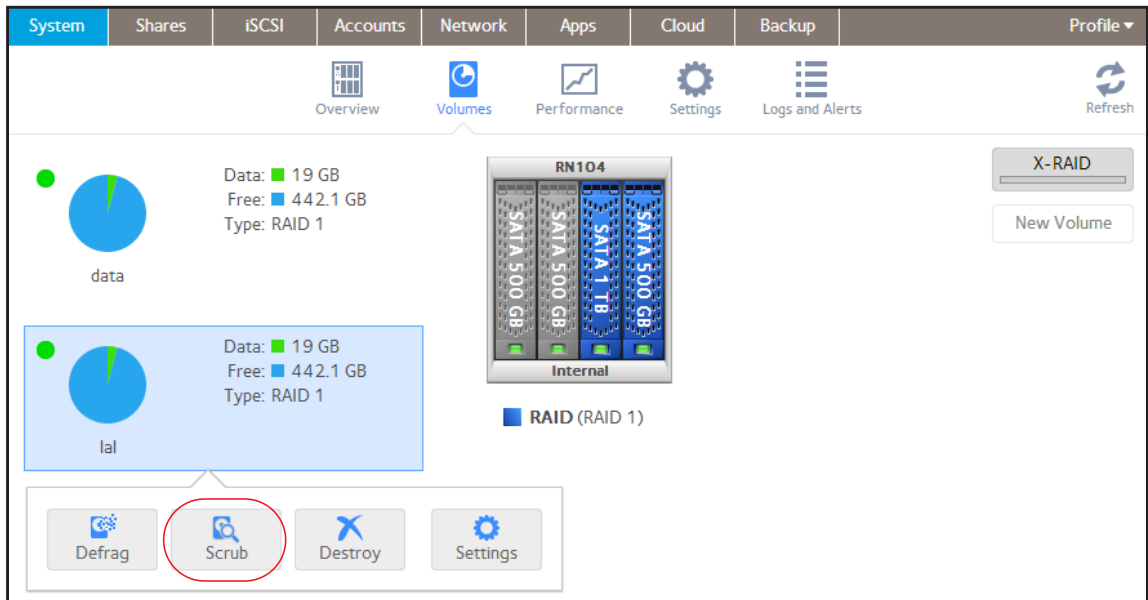 System Shares iSCSI Accounts Network Apps Cloud Backup Profile
Overview Volumes Performance Settings Logs and Alerts Refresh
Data: 19 GB
Free: 442.1 GB
Type: RAID 1
data
RN104
SATA 500 GB
SATA 500 GB
SATA 1 TB
SATA 500 GB
Internal
RAID (RAID 1)
X-RAID
New Volume
Data: 19 GB
Free: 442.1 GB
Type: RAID 1
lal
Defrag Scrub Destroy Settings